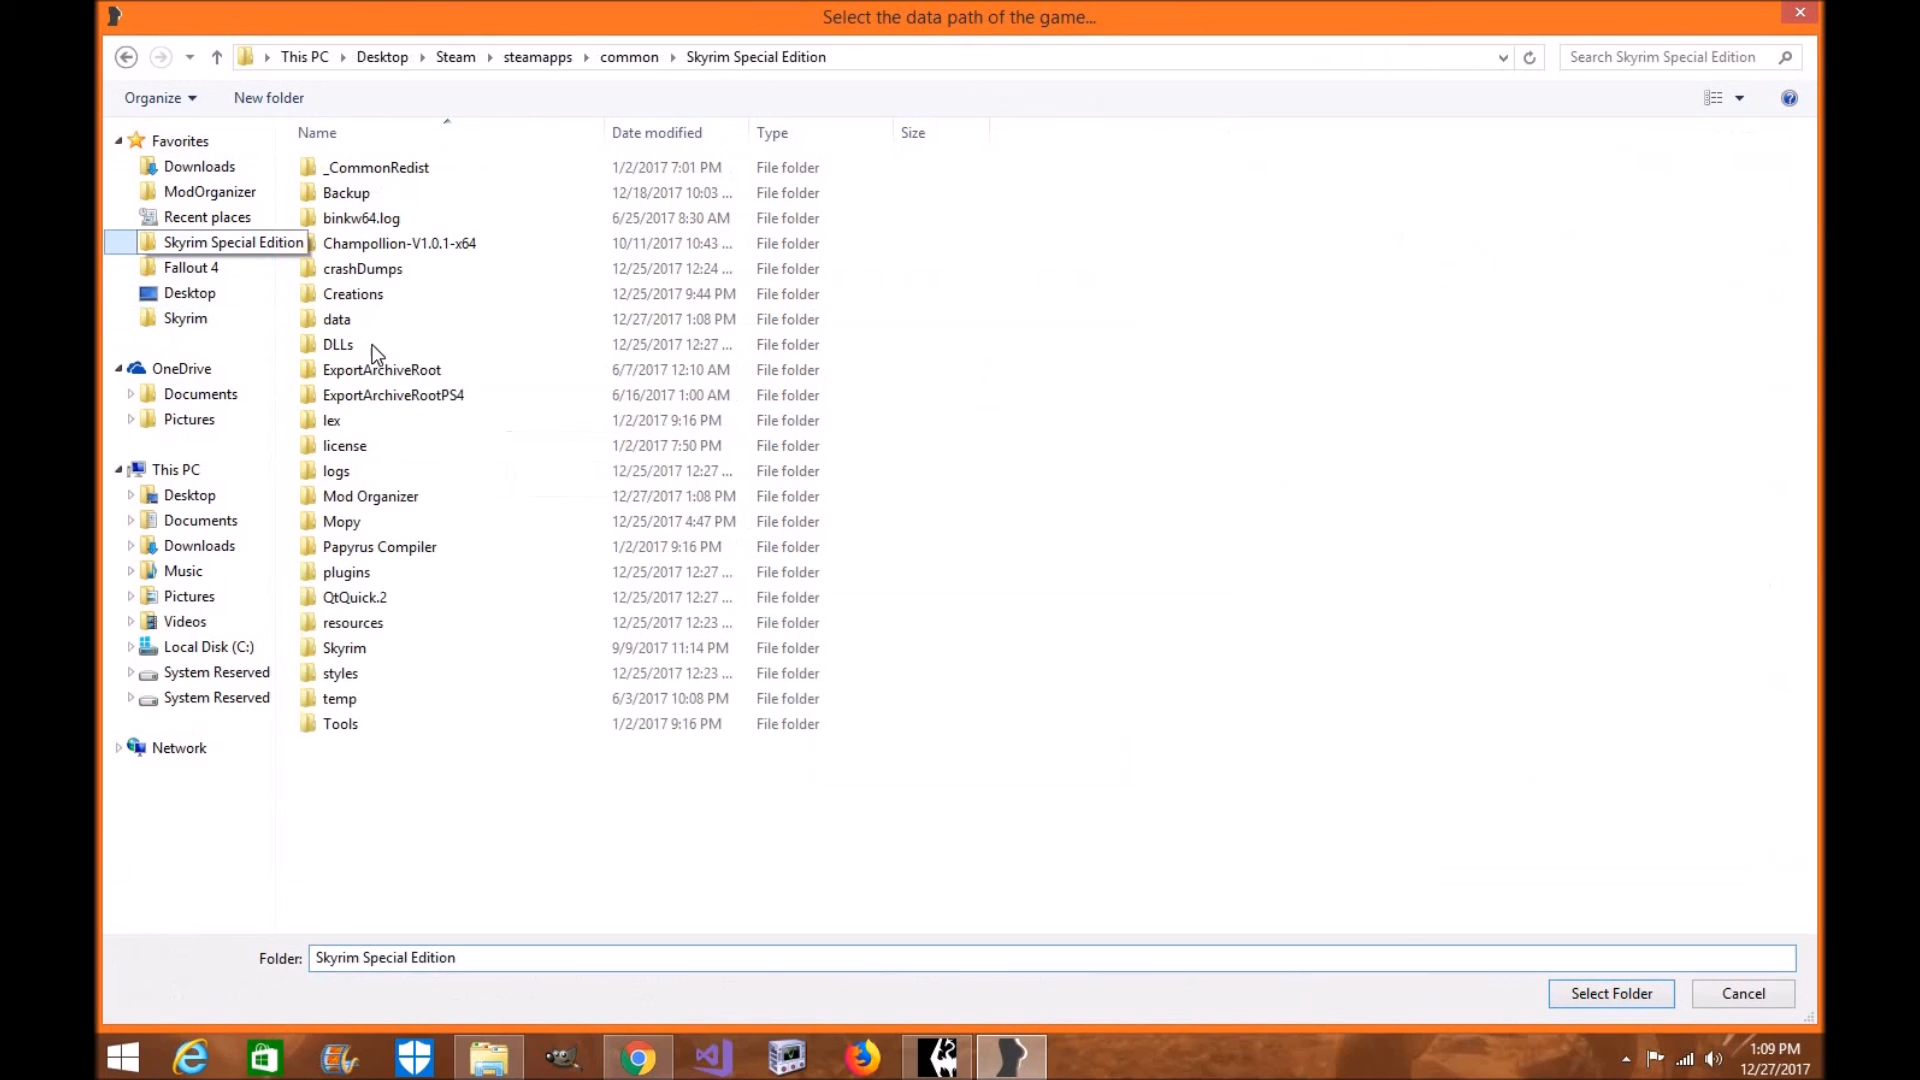 Select the data path of the game...
This PC Desktop Steam steamapps common Skyrim Special Edition
Search Skyrim Special Edition
Organize New folder
Name Date modified Type Size
Favorites
Downloads
ModOrganizer
Recent places
Skyrim Special Edition
Fallout 4
Desktop
Skyrim
OneDrive
Documents
Pictures
This PC
Desktop
Documents
Downloads
Music
Pictures
Videos
Local Disk (C:)
System Reserved
System Reserved
Network
_CommonRedist 1/2/2017 7:01 PM File folder
Backup 12/18/2017 10:03 ... File folder
binkw64.log 6/25/2017 8:30 AM File folder
Champollion-V1.0.1-x64 10/11/2017 10:43 ... File folder
crashDumps 12/25/2017 12:24 ... File folder
Creations 12/25/2017 9:44 PM File folder
data 12/27/2017 1:08 PM File folder
DLLs 12/25/2017 12:27 ... File folder
ExportArchiveRoot 6/7/2017 12:10 AM File folder
ExportArchiveRootPS4 6/16/2017 1:00 AM File folder
lex 1/2/2017 9:16 PM File folder
license 1/2/2017 7:50 PM File folder
logs 12/25/2017 12:27 ... File folder
Mod Organizer 12/27/2017 1:08 PM File folder
Mopy 12/25/2017 4:47 PM File folder
Papyrus Compiler 1/2/2017 9:16 PM File folder
plugins 12/25/2017 12:27 ... File folder
QtQuick.2 12/25/2017 12:27 ... File folder
resources 12/25/2017 12:23 ... File folder
Skyrim 9/9/2017 11:14 PM File folder
styles 12/25/2017 12:23 ... File folder
temp 6/3/2017 10:08 PM File folder
Tools 1/2/2017 9:16 PM File folder
Folder: Skyrim Special Edition
Select Folder Cancel
1:09 PM
12/27/2017